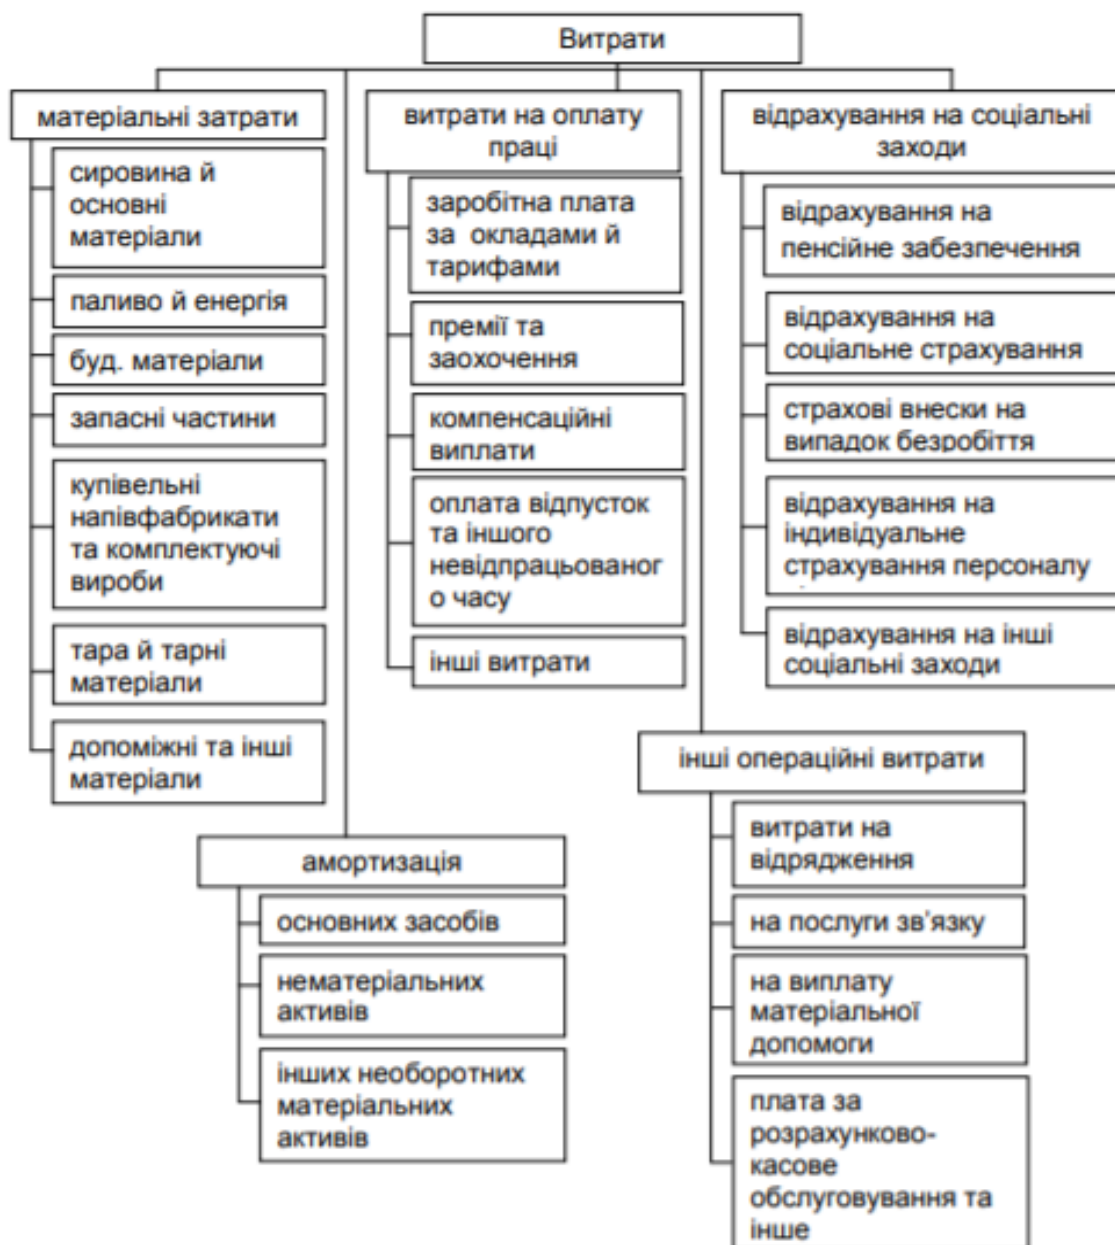 Витрати
матеріальні затрати
сировина й
основні
матеріали
паливо й енергія
буд. матеріали
запасні частини
купівельні
напівфабрикати
та комплектуючі
вироби
тара й тарні
матеріали
допоміжні та інші
матеріали
витрати на оплату
праці
заробітна плата
за окладами й
тарифами
премії та
заохочення
компенсаційні
виплати
оплата відпусток
та іншого
невідпрацьованог
о часу
інші витрати
відрахування на соціальні
заходи
відрахування на
пенсійне забезпечення
відрахування на
соціальне страхування
страхові внески на
випадок безробіття
відрахування на
індивідуальне
страхування персоналу
відрахування на інші
соціальні заходи
амортизація
основних засобів
нематеріальних
активів
інших необоротних
матеріальних
активів
інші операційні витрати
витрати на
відрядження
на послуги зв'язку
на виплату
матеріальної
допомоги
плата за
розрахунково-
касове
обслуговування та
інше